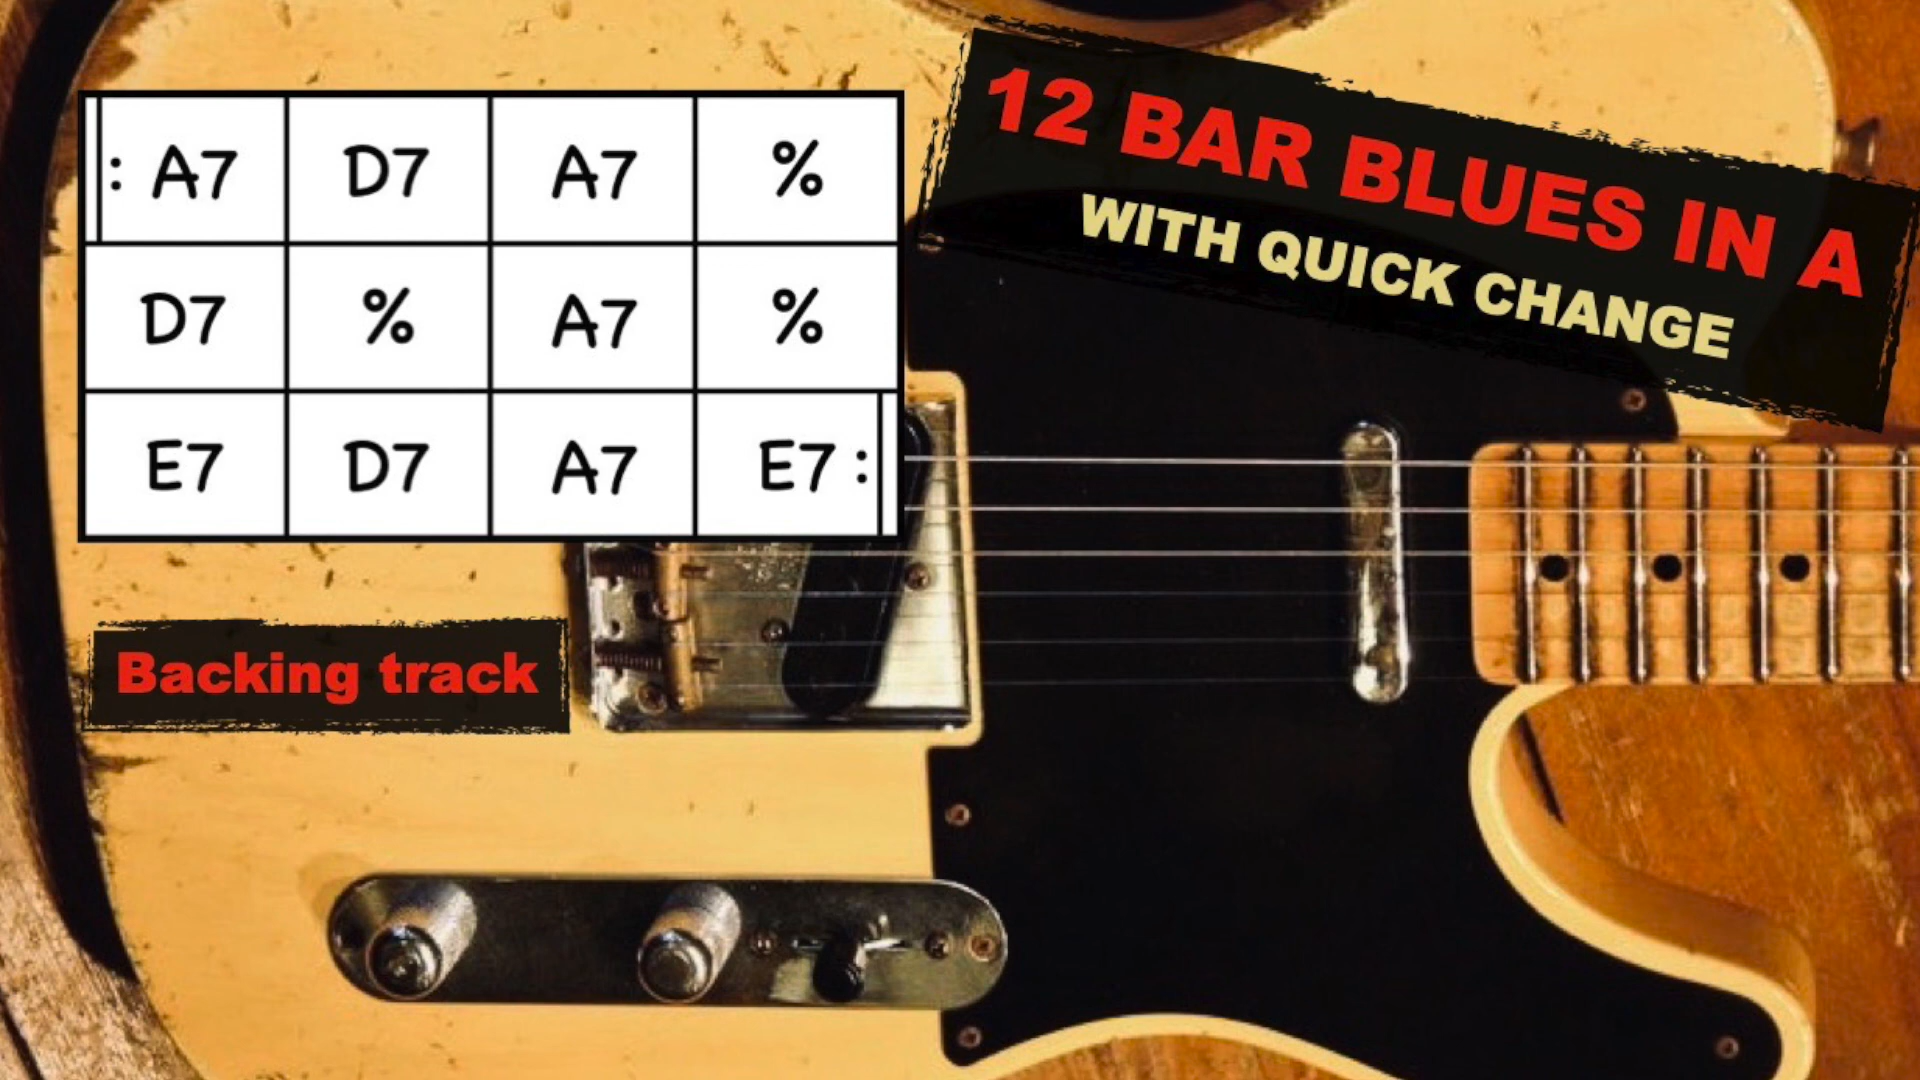 12 BAR BLUES IN A
WITH QUICK CHANGE
: A7 D7 A7 %
D7 % A7 %
E7 D7 A7 E7 :
Backing track